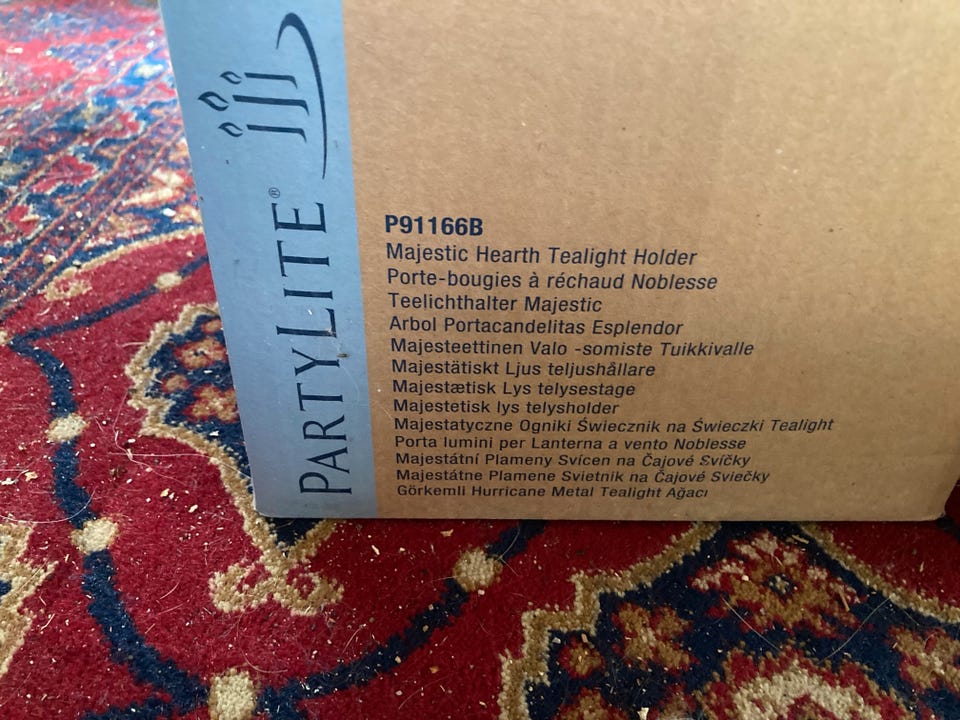 PARTYLITE®
P91166B
Majestic Hearth Tealight Holder
Porte-bougies à réchaud Noblesse
Teelichthalter Majestic
Arbol Portacandelitas Esplendor
Majesteettinen Valo -somiste Tuikkivalle
Majestätiskt Ljus teljushållare
Majestætisk Lys telysestage
Majestetisk lys telysholder
Majestatyczne Ogniki Świecznik na Świeczki Tealight
Porta lumini per Lanterna a vento Noblesse
Majestátní Plameny Svícen na Čajové Svíčky
Majestátne Plamene Svietnik na Čajové Sviečky
Görkemli Hurricane Metal Tealight Ağacı